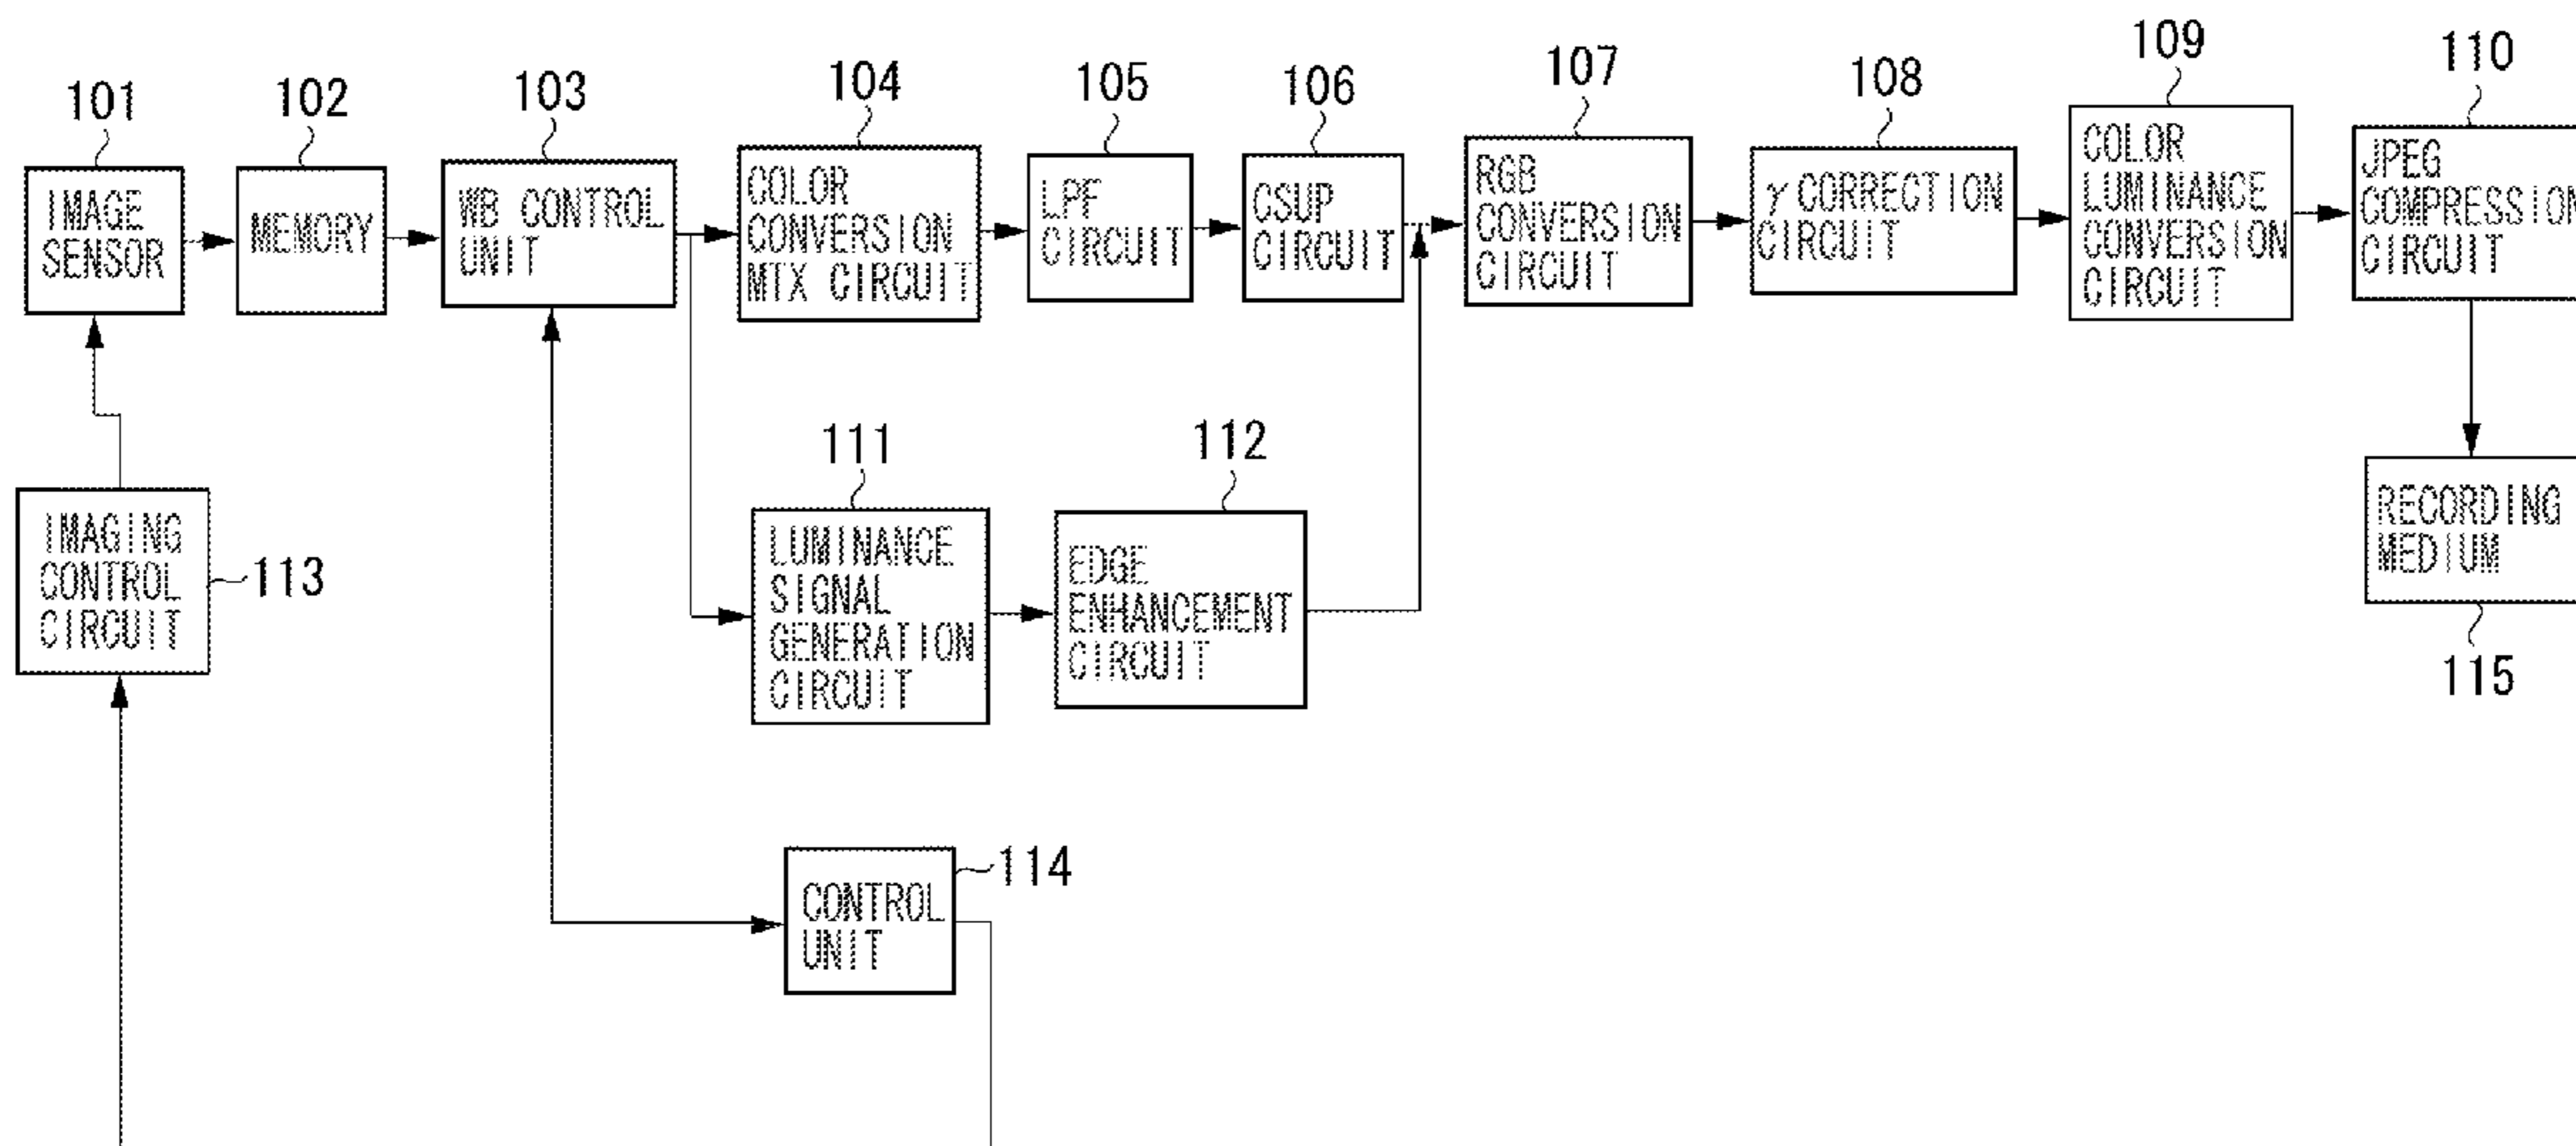 101
IMAGE
SENSOR
102
MEMORY
103
WB CONTROL
UNIT
104
COLOR
CONVERSION
MTX CIRCUIT
105
LPF
CIRCUIT
106
CSUP
CIRCUIT
107
RGB
CONVERSION
CIRCUIT
108
γ CORRECTION
CIRCUIT
109
COLOR
LUMINANCE
CONVERSION
CIRCUIT
110
JPEG
COMPRESSION
CIRCUIT
IMAGING
CONTROL
CIRCUIT
113
111
LUMINANCE
SIGNAL
GENERATION
CIRCUIT
112
EDGE
ENHANCEMENT
CIRCUIT
RECORDING
MEDIUM
115
CONTROL
UNIT
114